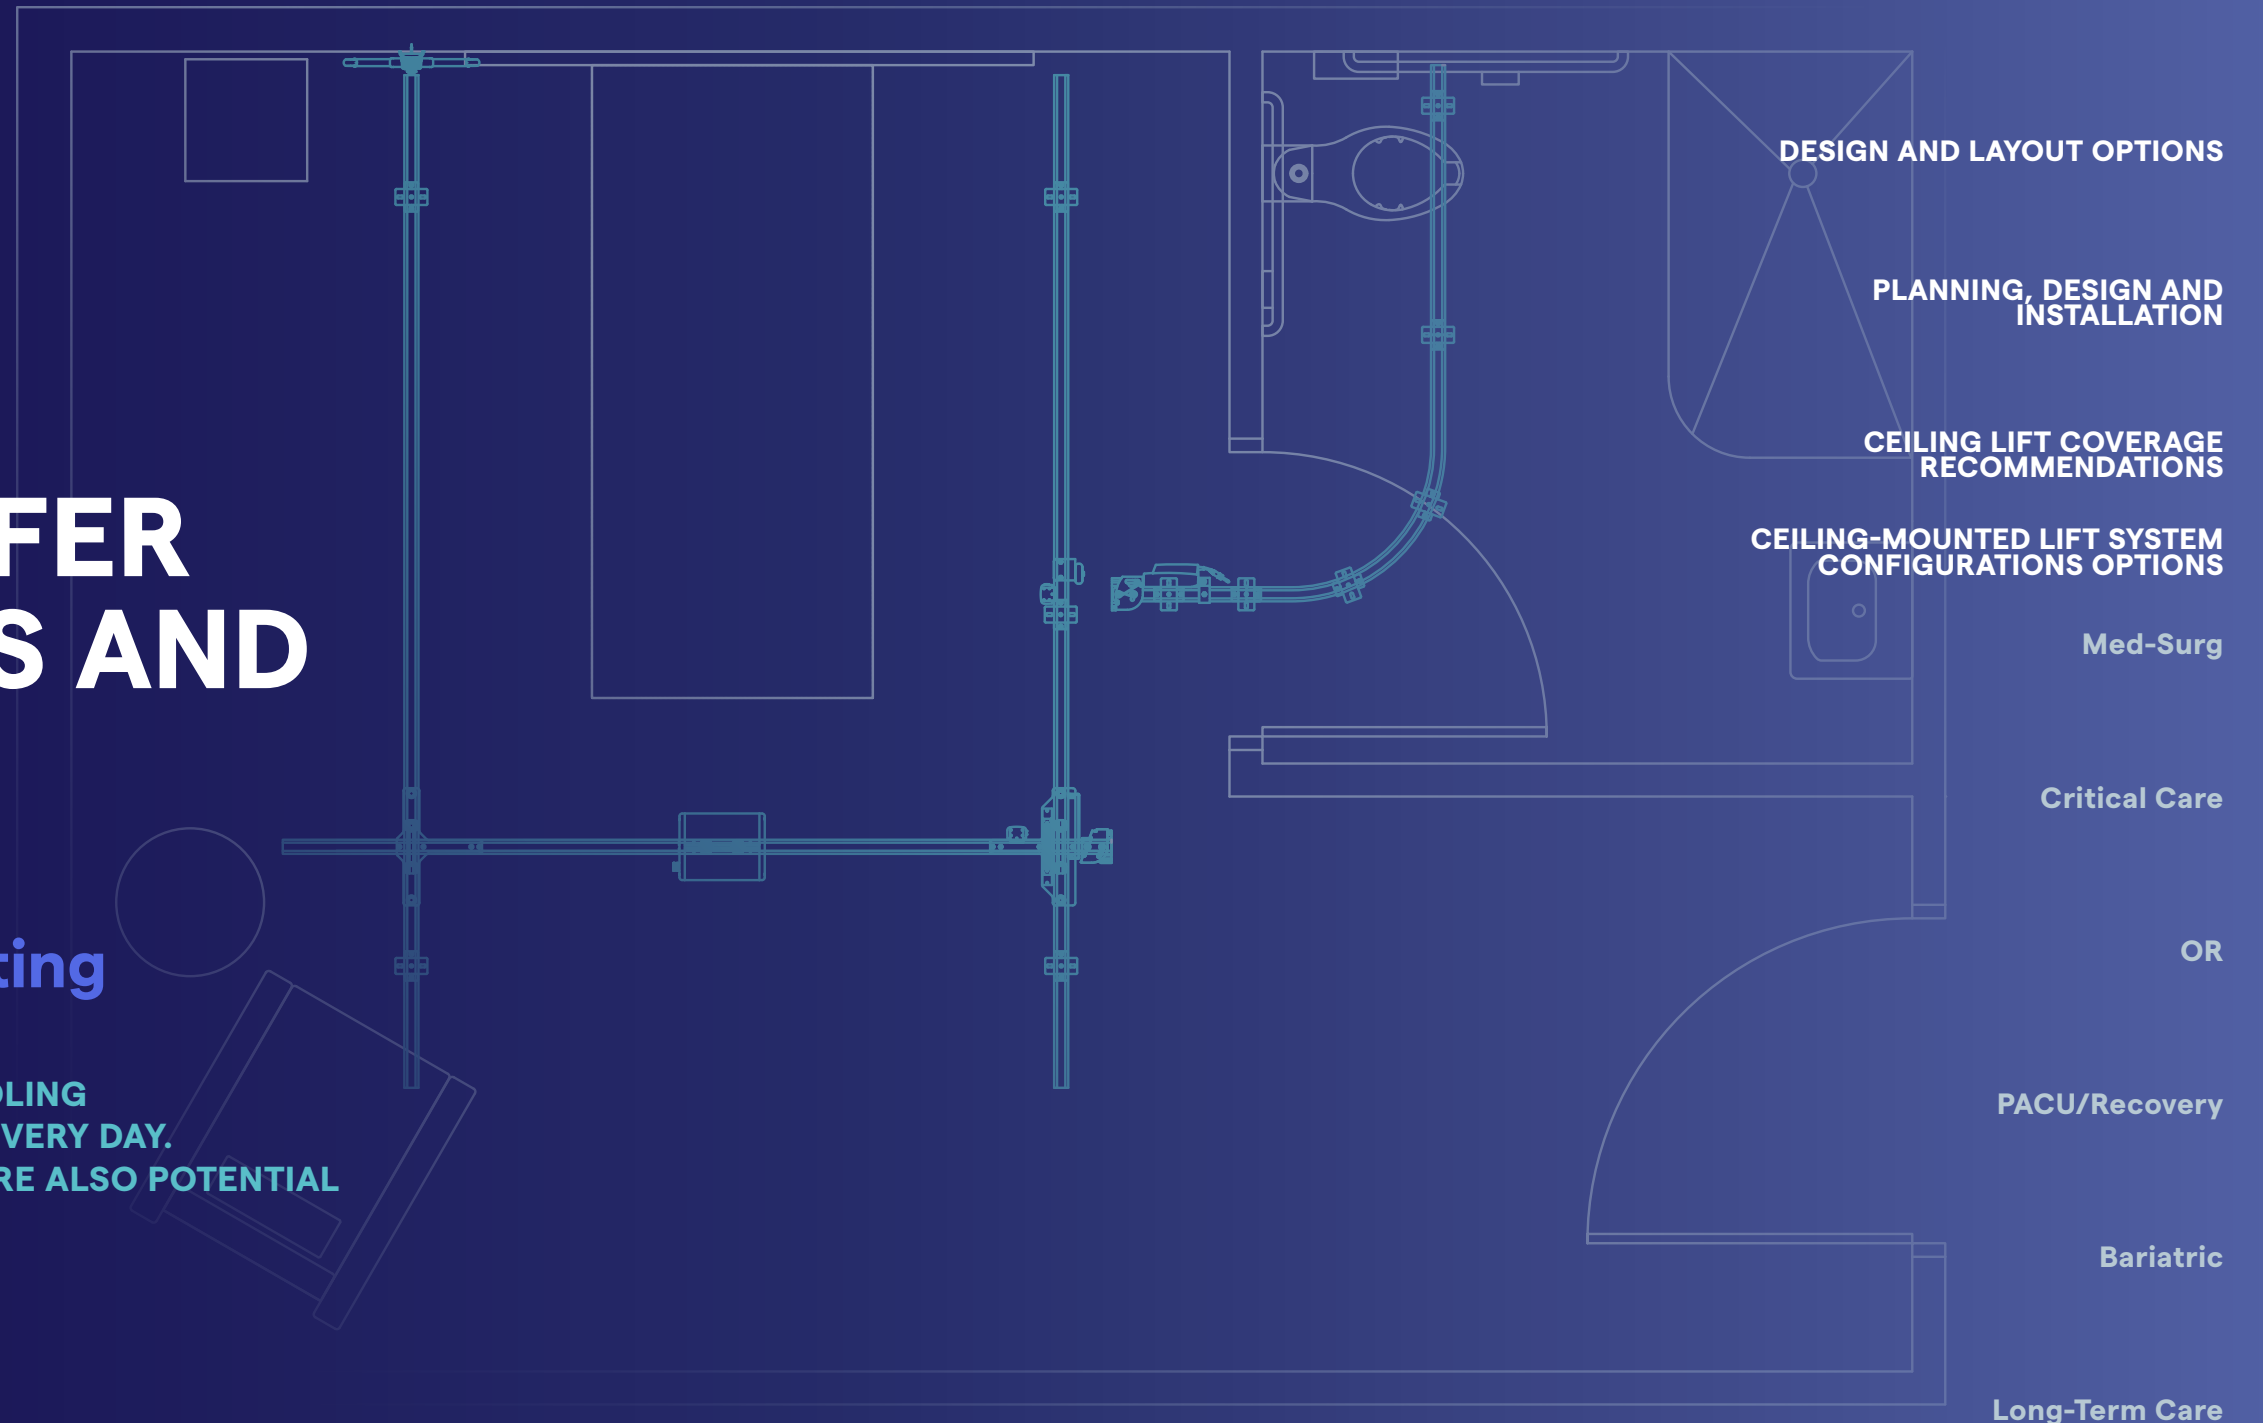 FER
S AND
ting
DLING
VERY DAY.
RE ALSO POTENTIAL
DESIGN AND LAYOUT OPTIONS
PLANNING, DESIGN AND
INSTALLATION
CEILING LIFT COVERAGE
RECOMMENDATIONS
CEILING-MOUNTED LIFT SYSTEM
CONFIGURATIONS OPTIONS
Med-Surg
Critical Care
OR
PACU/Recovery
Bariatric
Long-Term Care